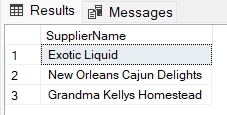 Results Messages
SupplierName
1 Exotic Liquid
2 New Orleans Cajun Delights
3 Grandma Kellys Homestead